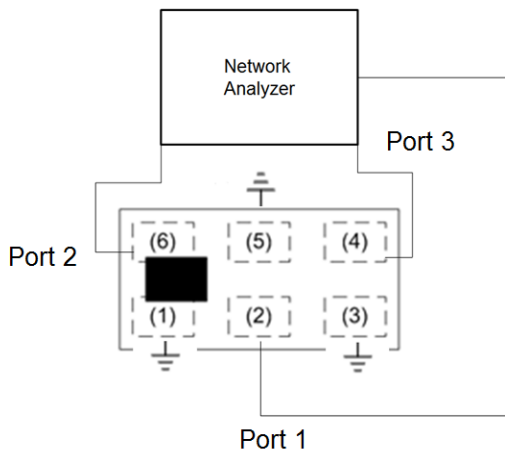 Network
Analyzer
Port 3
(6) (5) (4)
Port 2
(1) (2) (3)
Port 1